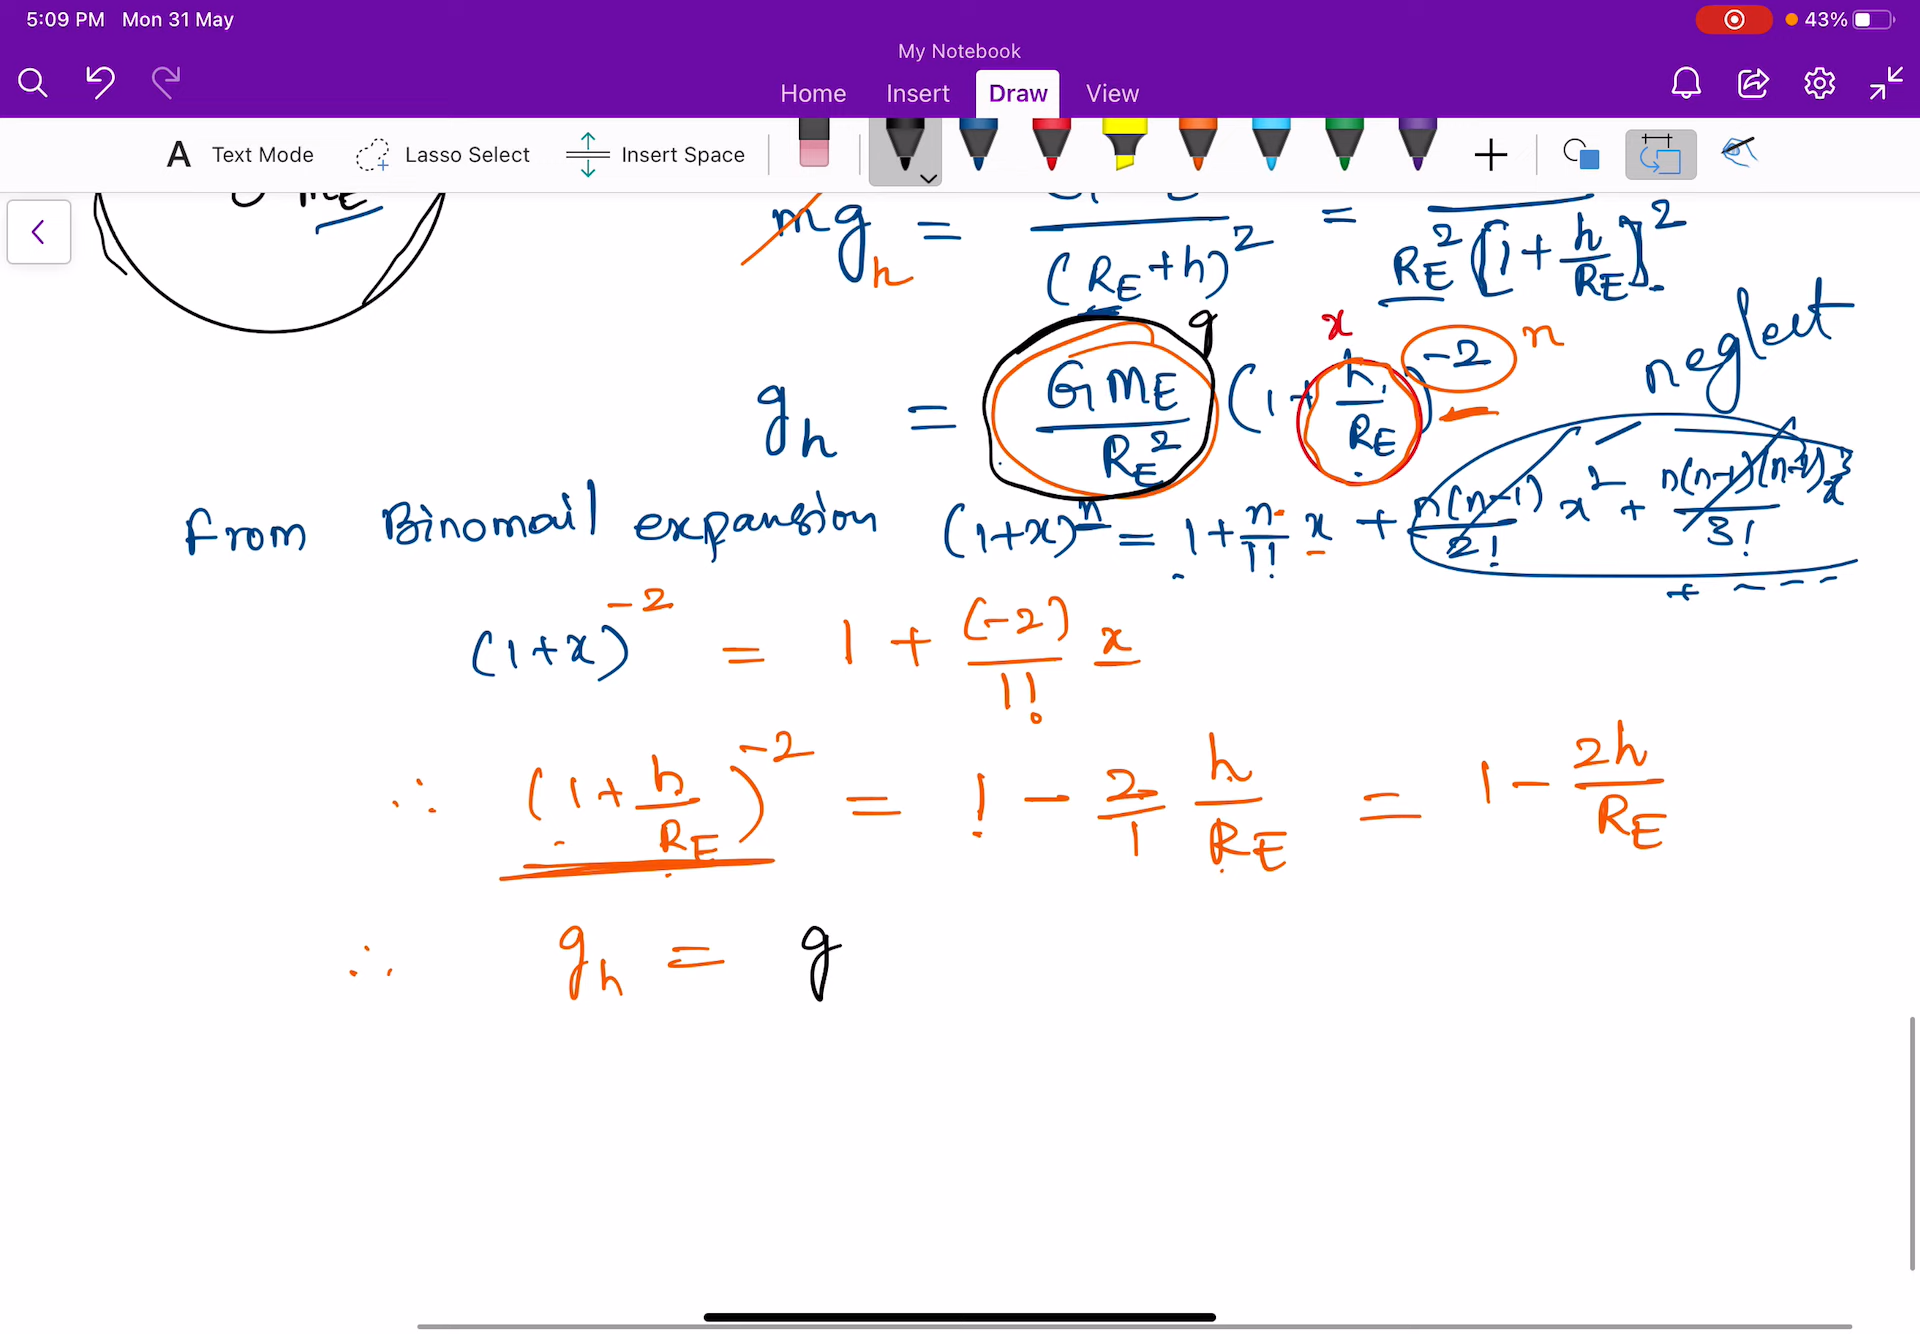 5:09 PM Mon 31 May 43%
My Notebook
Home Insert Draw View
A Text Mode Lasso Select Insert Space
mg_h = / (R_E+h)^2 = / R_E^2 [1 + h/R_E]^2
neglect
g x -2 n
g_h = G M_E / R_E^2 (1 + h/R_E)
From Binomail expansion (1+x)^n = 1 + n/1! x + n(n-1)/2! x^2 + n(n-1)(n-2)/3! x^3
+ - - - -
(1+x)^-2 = 1 + (-2)/1! x
∴ (1 + h/R_E)^-2 = 1 - 2/1 h/R_E = 1 - 2h/R_E
∴ g_h = g